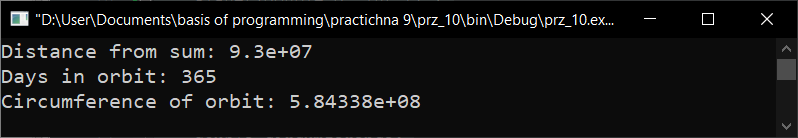 "D:\User\Documents\basis of programming\practichna 9\prz_10\bin\Debug\prz_10.ex...
Distance from sum: 9.3e+07
Days in orbit: 365
Circumference of orbit: 5.84338e+08